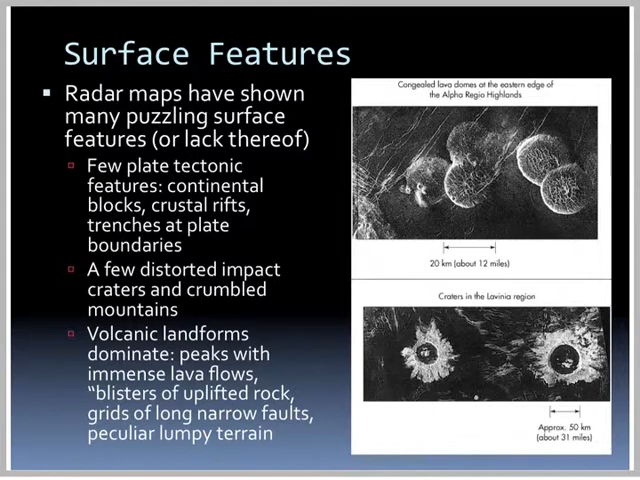 Surface Features
▪ Radar maps have shown
many puzzling surface
features (or lack thereof)
▫ Few plate tectonic
features: continental
blocks, crustal rifts,
trenches at plate
boundaries
▫ A few distorted impact
craters and crumbled
mountains
▫ Volcanic landforms
dominate: peaks with
immense lava flows,
“blisters of uplifted rock,
grids of long narrow faults,
peculiar lumpy terrain
Congealed lava domes at the eastern edge of
the Alpha Regio Highlands
20 km (about 12 miles)
Craters in the Lavinia region
Approx. 50 km
(about 31 miles)